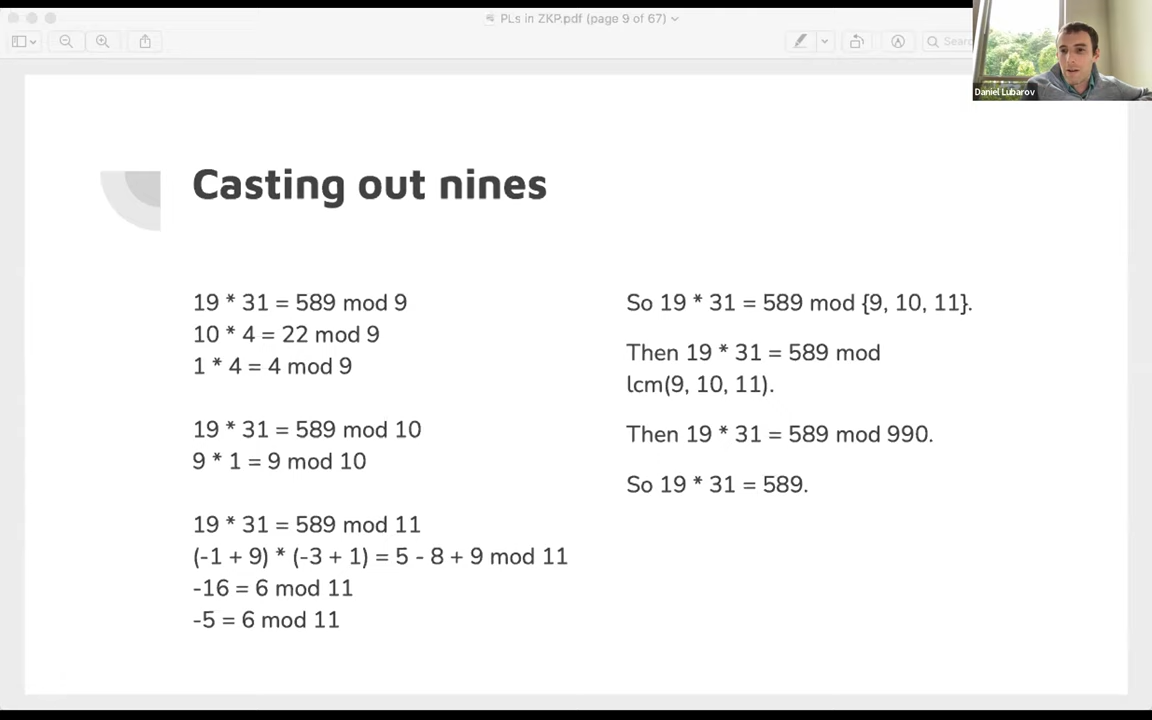 PLs in ZKP.pdf (page 9 of 67)
Sear
Daniel Lubarov
Casting out nines
19 * 31 = 589 mod 9
10 * 4 = 22 mod 9
1 * 4 = 4 mod 9
19 * 31 = 589 mod 10
9 * 1 = 9 mod 10
19 * 31 = 589 mod 11
(-1 + 9) * (-3 + 1) = 5 - 8 + 9 mod 11
-16 = 6 mod 11
-5 = 6 mod 11
So 19 * 31 = 589 mod {9, 10, 11}.
Then 19 * 31 = 589 mod
lcm(9, 10, 11).
Then 19 * 31 = 589 mod 990.
So 19 * 31 = 589.